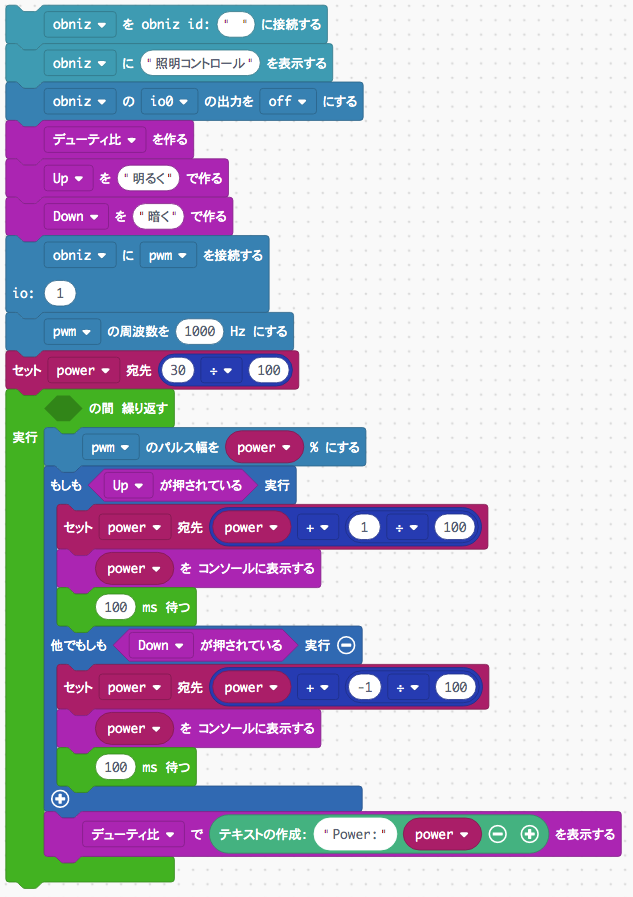 obniz を obniz id: " " に接続する
obniz に "照明コントロール" を表示する
obniz の io0 の出力を off にする
デューティ比 を作る
Up を "明るく" で作る
Down を "暗く" で作る
obniz に pwm を接続する
io: 1
pwm の周波数を 1000 Hz にする
セット power 宛先 30 ÷ 100
の間 繰り返す
実行
pwm のパルス幅を power % にする
もしも Up が押されている 実行
セット power 宛先 power + 1 ÷ 100
power を コンソールに表示する
100 ms 待つ
他でもしも Down が押されている 実行
セット power 宛先 power + -1 ÷ 100
power を コンソールに表示する
100 ms 待つ
デューティ比 で テキストの作成: "Power:" power を表示する